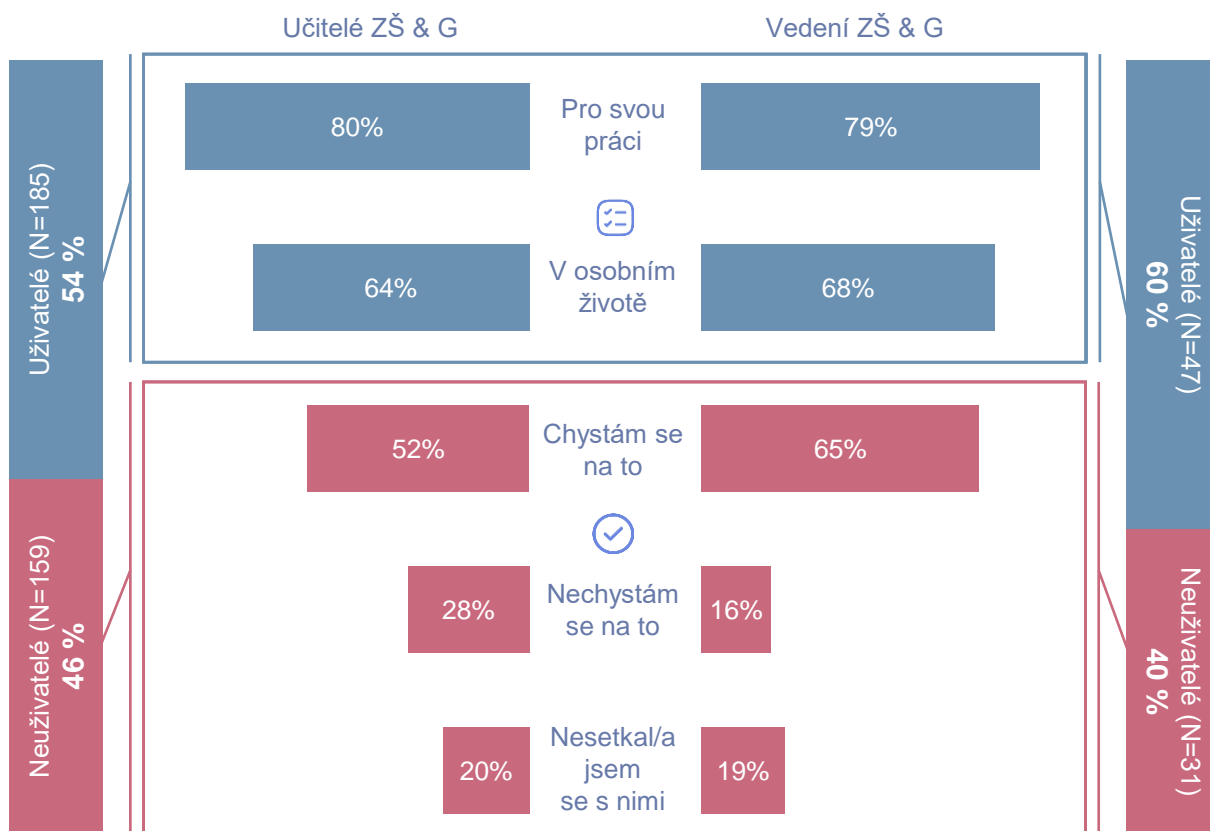 Učitelé ZŠ & G
Vedení ZŠ & G
Uživatelé (N=185)
54 %
Neuživatelé (N=159)
46 %
80%
Pro svou
práci
79%
64%
V osobním
životě
68%
52%
Chystám se
na to
65%
28%
Nechystám
se na to
16%
20%
Nesetkal/a
jsem
se s nimi
19%
Uživatelé (N=47)
60 %
Neuživatelé (N=31)
40 %